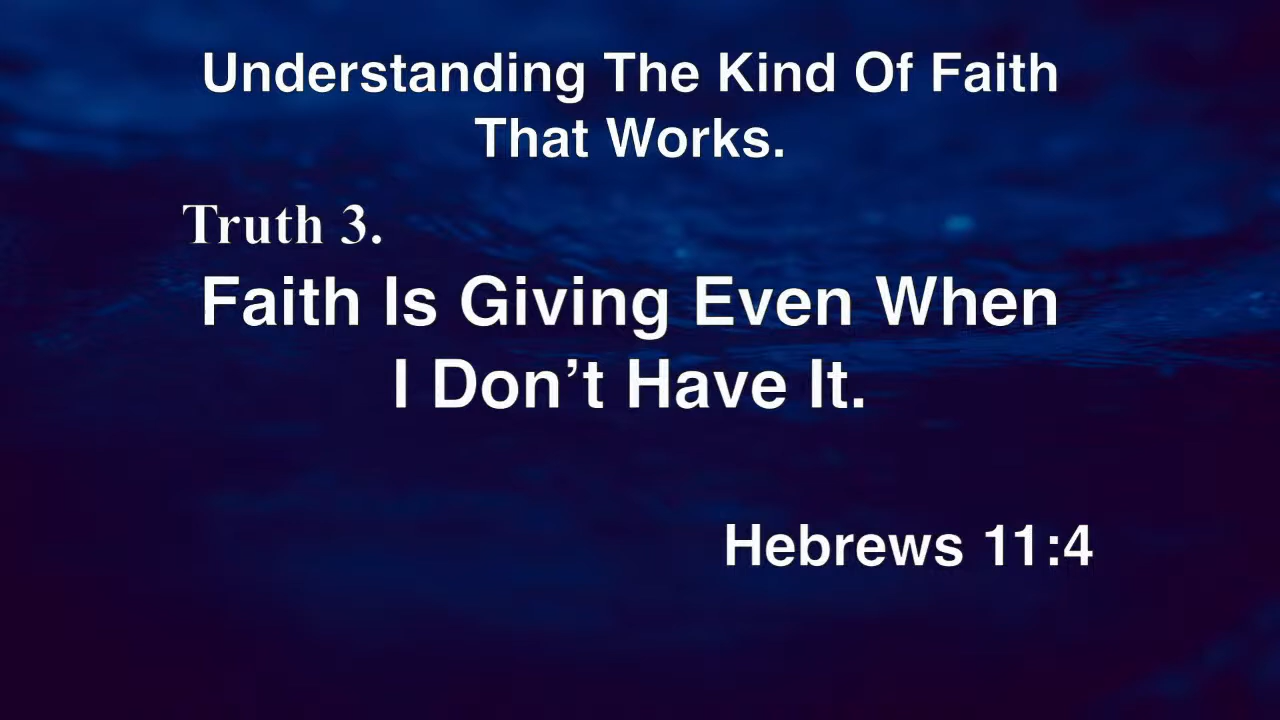 Understanding The Kind Of Faith
That Works.
Truth 3.
Faith Is Giving Even When
I Don’t Have It.
Hebrews 11:4